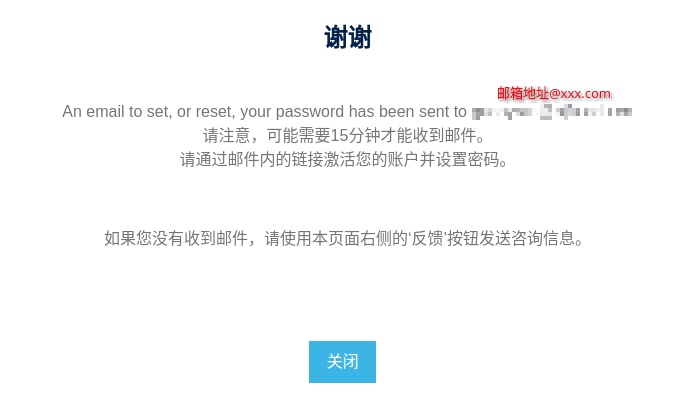 谢谢
邮箱地址@xxx.com
An email to set, or reset, your password has been sent to
请注意，可能需要15分钟才能收到邮件。
请通过邮件内的链接激活您的账户并设置密码。
如果您没有收到邮件，请使用本页面右侧的‘反馈’按钮发送咨询信息。
关闭